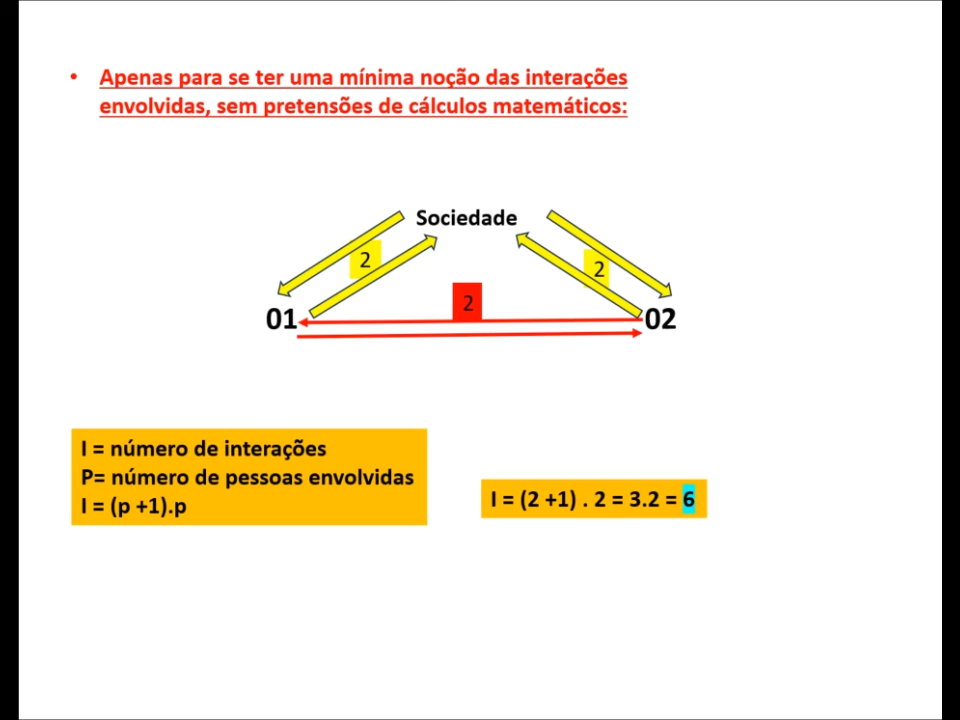 • Apenas para se ter uma mínima noção das interações
envolvidas, sem pretensões de cálculos matemáticos:
Sociedade
2
2
2
01
02
I = número de interações
P= número de pessoas envolvidas
I = (p +1).p
I = (2 +1) . 2 = 3.2 = 6